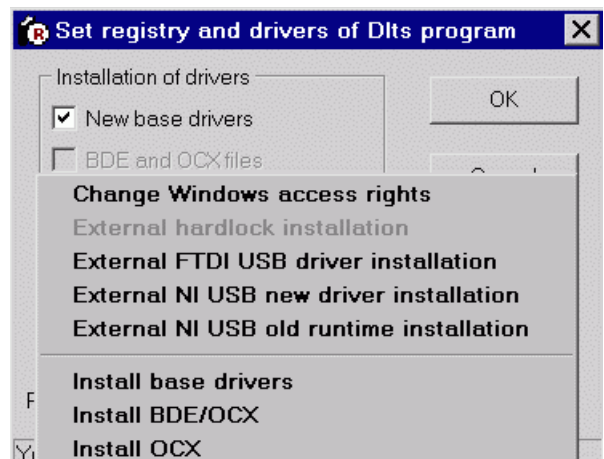 Set registry and drivers of Dlts program
Installation of drivers
OK
New base drivers
BDE and OCX files
Change Windows access rights
External hardlock installation
External FTDI USB driver installation
External NI USB new driver installation
External NI USB old runtime installation
Install base drivers
Install BDE/OCX
Install OCX